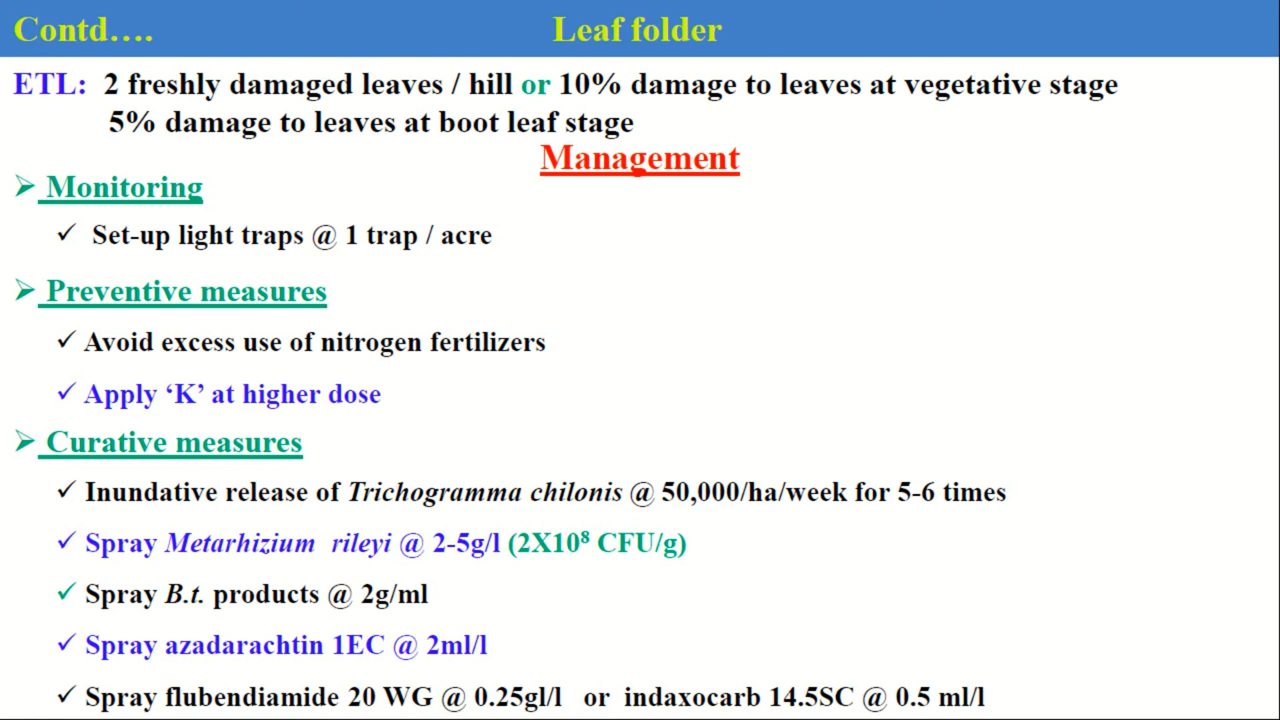 Contd…. Leaf folder
ETL: 2 freshly damaged leaves / hill or 10% damage to leaves at vegetative stage
5% damage to leaves at boot leaf stage
Management
➢ Monitoring
✓ Set-up light traps @ 1 trap / acre
➢ Preventive measures
✓ Avoid excess use of nitrogen fertilizers
✓ Apply ‘K’ at higher dose
➢ Curative measures
✓ Inundative release of Trichogramma chilonis @ 50,000/ha/week for 5-6 times
✓ Spray Metarhizium rileyi @ 2-5g/l (2X10⁸ CFU/g)
✓ Spray B.t. products @ 2g/ml
✓ Spray azadarachtin 1EC @ 2ml/l
✓ Spray flubendiamide 20 WG @ 0.25gl/l or indaxocarb 14.5SC @ 0.5 ml/l